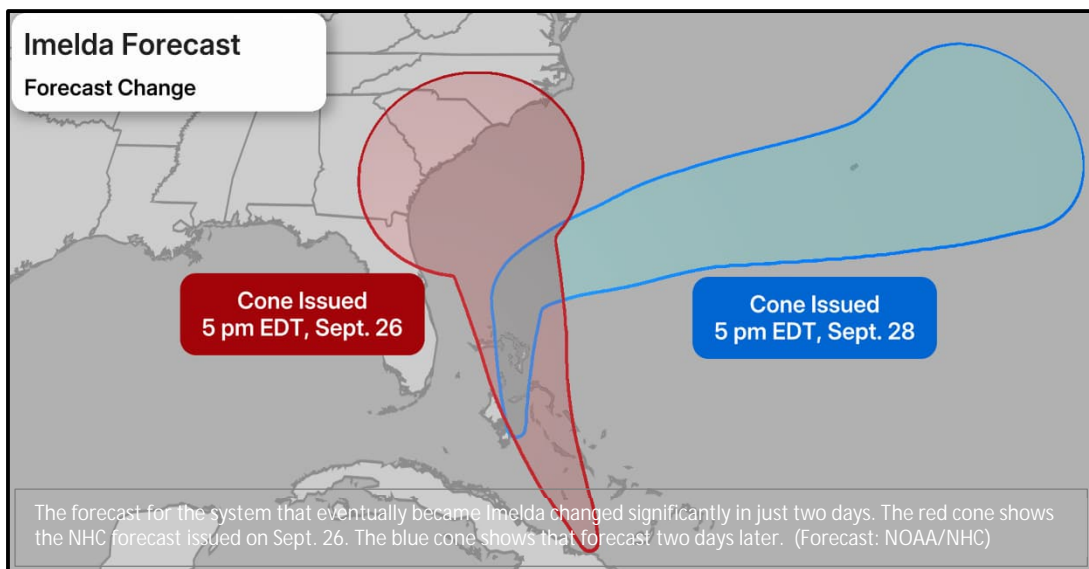 Imelda Forecast
Forecast Change
Cone Issued
5 pm EDT, Sept. 26
Cone Issued
5 pm EDT, Sept. 28
The forecast for the system that eventually became Imelda changed significantly in just two days. The red cone shows
the NHC forecast issued on Sept. 26. The blue cone shows that forecast two days later. (Forecast: NOAA/NHC)